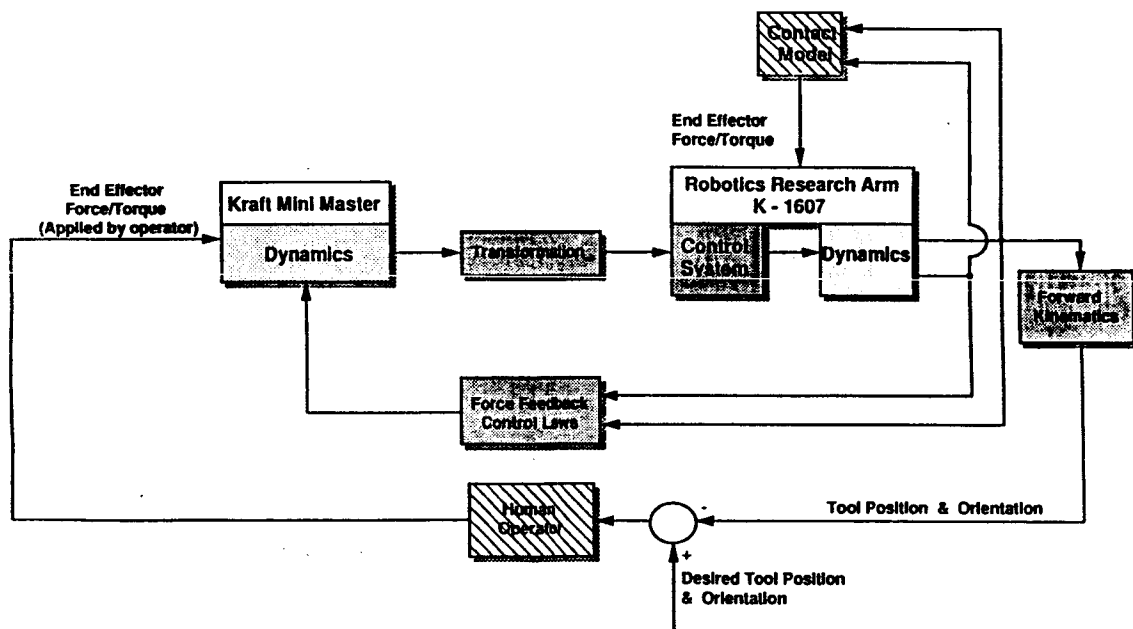 Contact
Model
End Effector
Force/Torque
End Effector
Force/Torque
(Applied by operator)
Kraft Mini Master
Dynamics
Transformation
Robotics Research Arm
K - 1607
Control
System
Dynamics
Forward
Kinematics
Force Feedback
Control Laws
Human
Operator
-
Tool Position & Orientation
+
Desired Tool Position
& Orientation